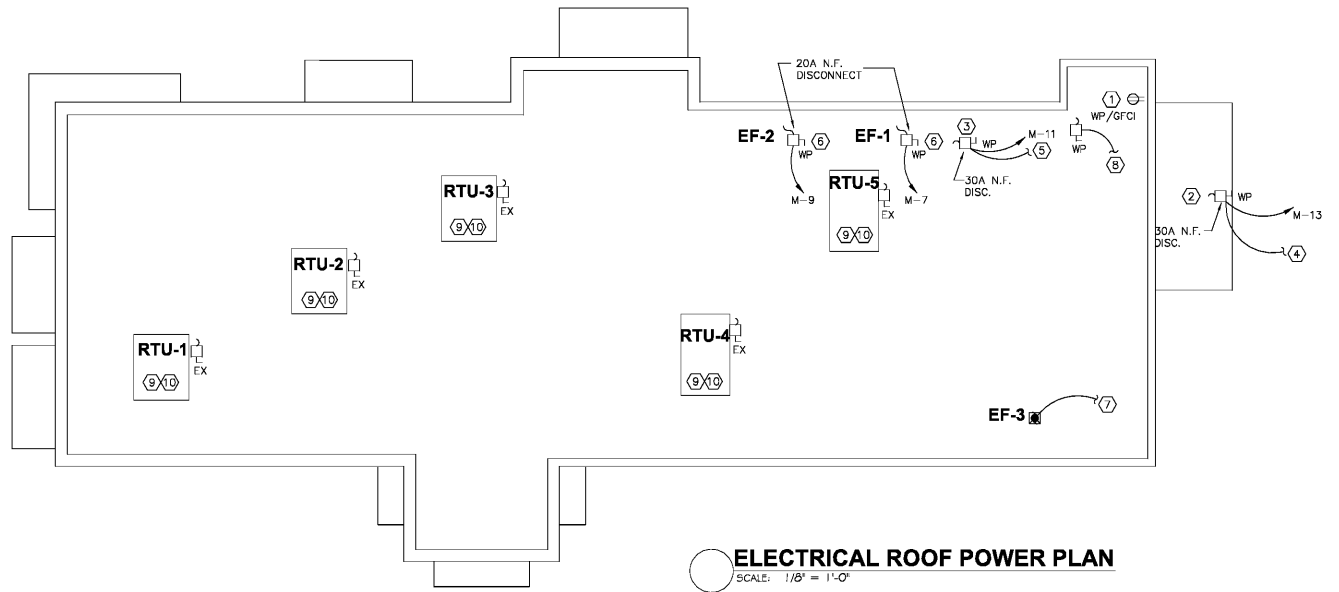 20A N.F.
DISCONNECT
1
WP/GFCI
EF-2
6
WP
EF-1
6
WP
3
WP
M-11
5
30A N.F.
DISC.
WP
8
M-9
M-7
RTU-3
EX
9 10
RTU-5
EX
9 10
2
WP
M-13
30A N.F.
DISC.
4
RTU-2
EX
9 10
RTU-1
EX
9 10
RTU-4
EX
9 10
EF-3
7
ELECTRICAL ROOF POWER PLAN
SCALE: 1/8" = 1'-0"